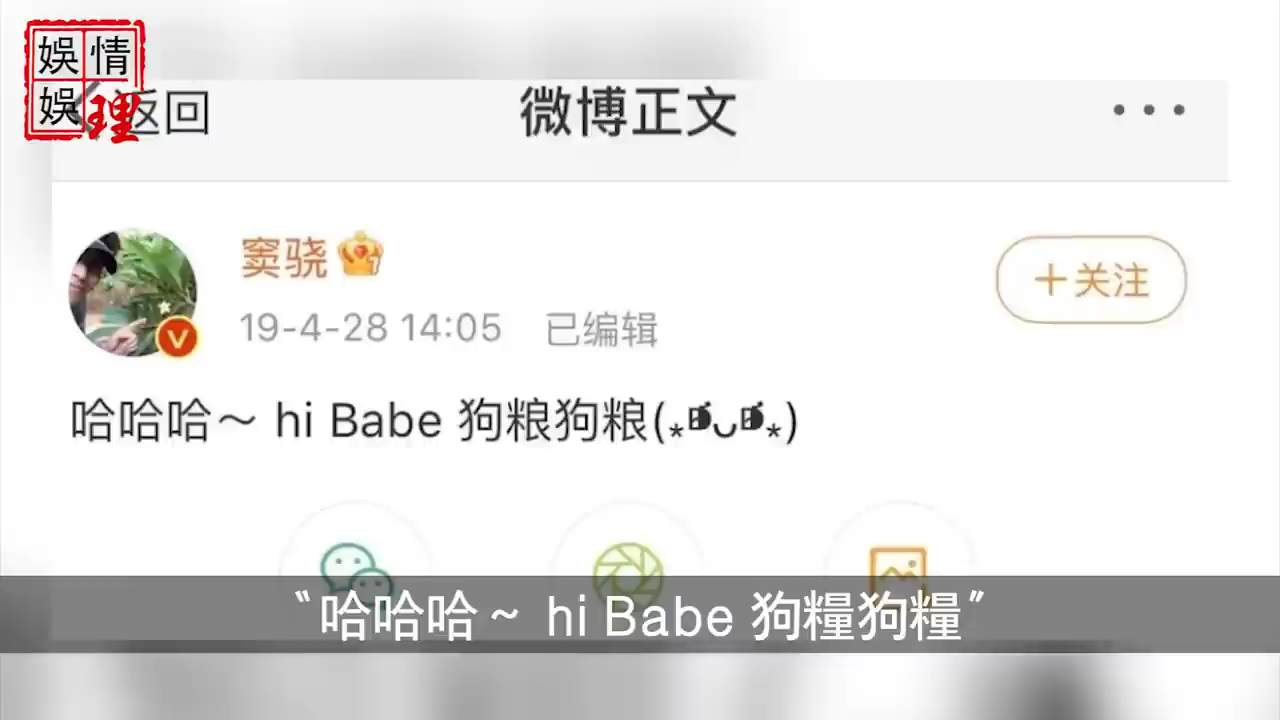 娛情
娛理
返回
微博正文
窦骁
+关注
19-4-28 14:05 已编辑
哈哈哈～ hi Babe 狗粮狗粮
“哈哈哈~ hi Babe 狗糧狗糧”